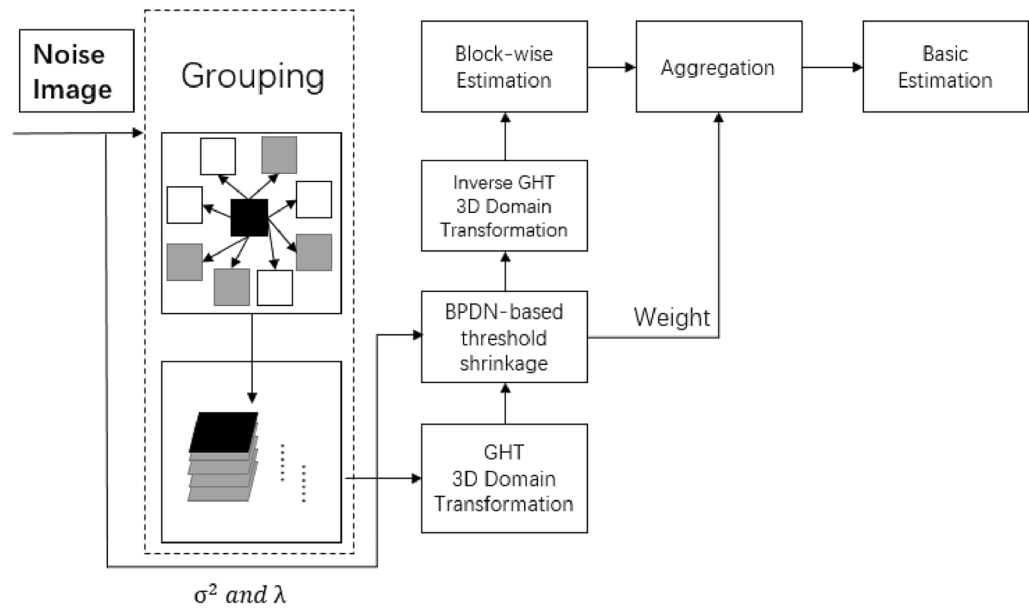 Noise
Image
Grouping
Block-wise
Estimation
Aggregation
Basic
Estimation
Inverse GHT
3D Domain
Transformation
BPDN-based
threshold
shrinkage
Weight
GHT
3D Domain
Transformation
σ² and λ